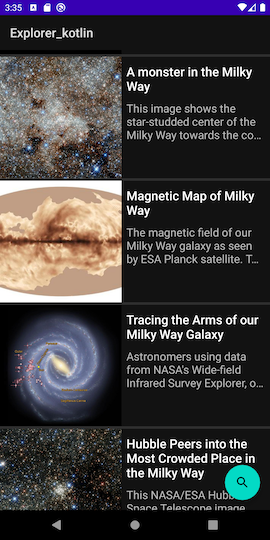 3:35
Explorer_kotlin
A monster in the Milky
Way
This image shows the
star-studded center of the
Milky Way towards the co...
Magnetic Map of Milky
Way
The magnetic field of our
Milky Way galaxy as seen
by ESA Planck satellite. T...
Tracing the Arms of our
Milky Way Galaxy
Astronomers using data
from NASA's Wide-field
Infrared Survey Explorer, o...
Hubble Peers into the
Most Crowded Place in
the Milky Way
This NASA/ESA Hubble
Space Telescope image